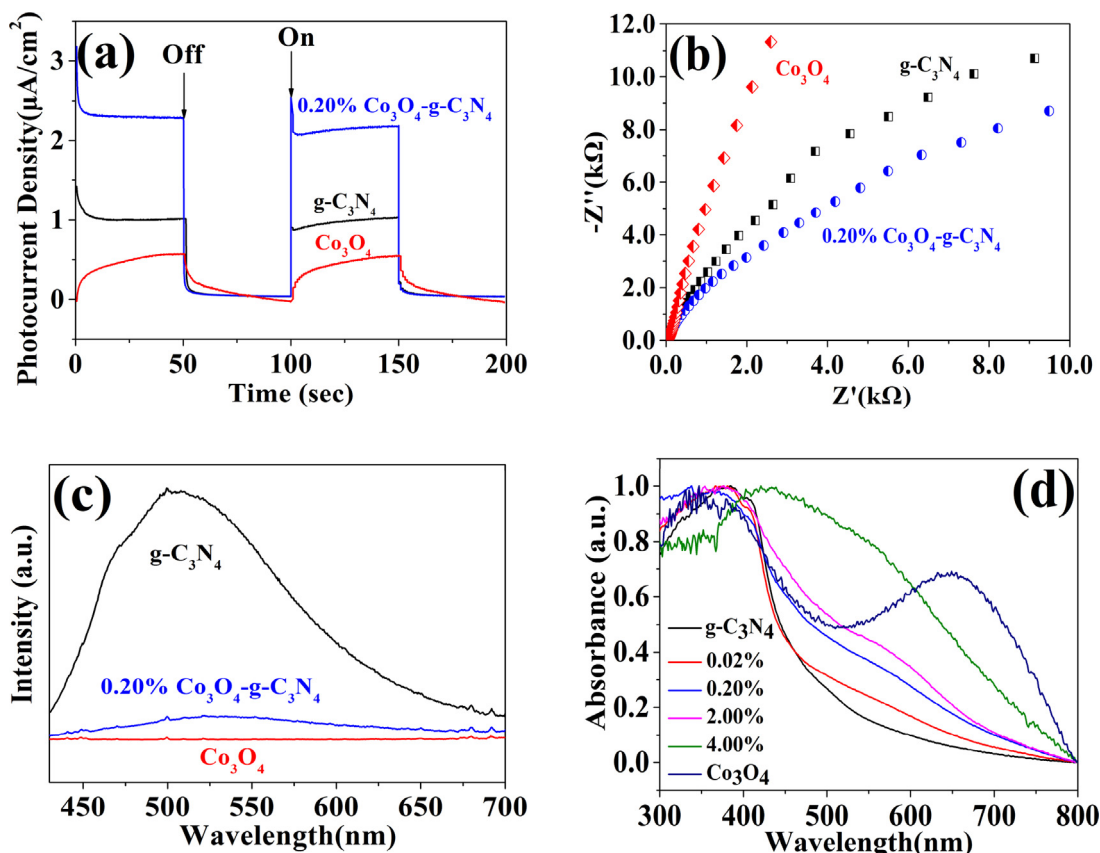 (a)
Off
On
0.20% Co₃O₄-g-C₃N₄
g-C₃N₄
Co₃O₄
Photocurrent Density(μA/cm²)
3
2
1
0
0 50 100 150 200
Time (sec)
(b)
Co₃O₄
g-C₃N₄
0.20% Co₃O₄-g-C₃N₄
-Z''(kΩ)
12.0
10.0
8.0
6.0
4.0
2.0
0.0
0.0 2.0 4.0 6.0 8.0 10.0
Z'(kΩ)
(c)
g-C₃N₄
0.20% Co₃O₄-g-C₃N₄
Co₃O₄
Intensity (a.u.)
450 500 550 600 650 700
Wavelength(nm)
(d)
Absorbance (a.u.)
1.0
0.8
0.6
0.4
0.2
0.0
g-C₃N₄
0.02%
0.20%
2.00%
4.00%
Co₃O₄
300 400 500 600 700 800
Wavelength(nm)